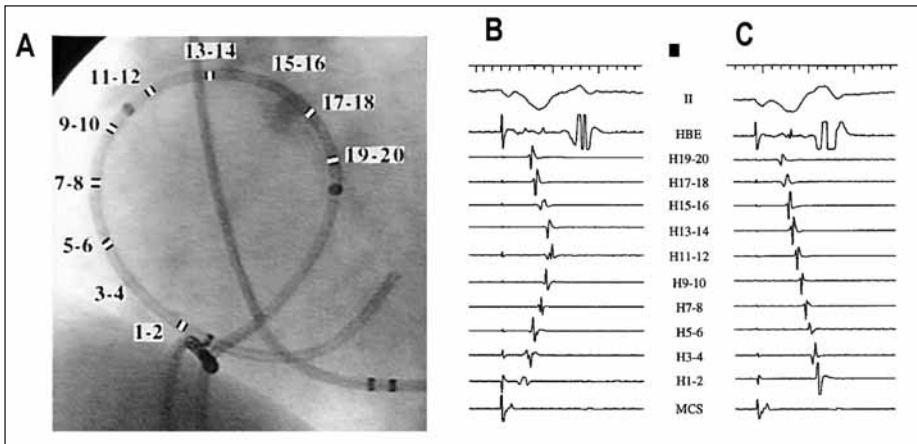 A
13-14
15-16
11-12
17-18
9-10
19-20
7-8
5-6
3-4
1-2
B
C
II
HBE
H19-20
H17-18
H15-16
H13-14
H11-12
H9-10
H7-8
H5-6
H3-4
H1-2
MCS